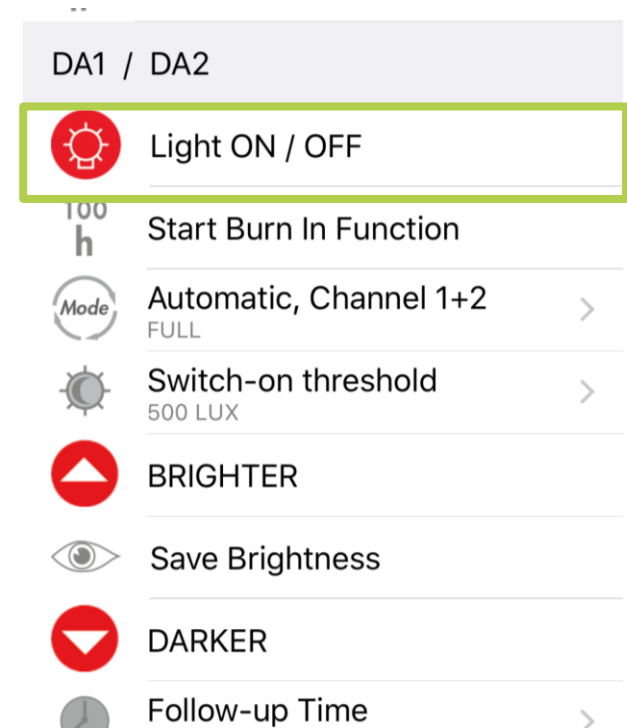 DA1 / DA2
Light ON / OFF
100
h
Start Burn In Function
Mode
Automatic, Channel 1+2
FULL
Switch-on threshold
500 LUX
BRIGHTER
Save Brightness
DARKER
Follow-up Time